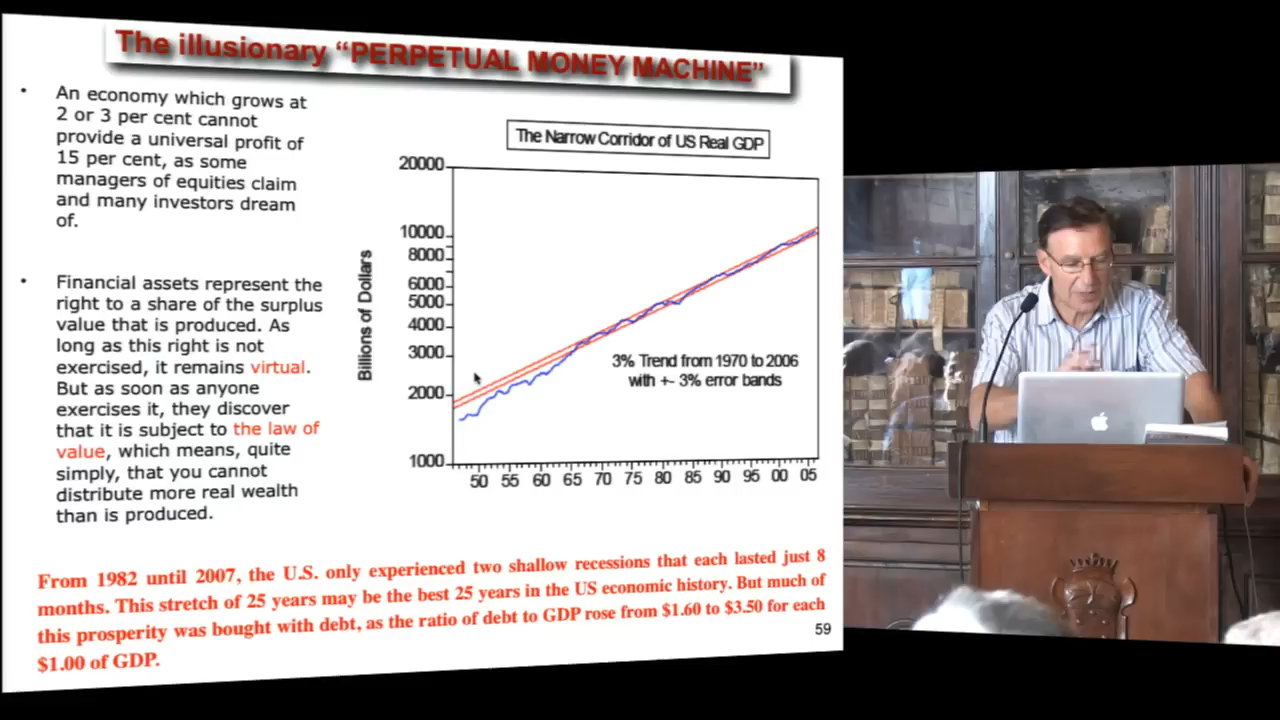 The illusionary “PERPETUAL MONEY MACHINE”
• An economy which grows at
2 or 3 per cent cannot
provide a universal profit of
15 per cent, as some
managers of equities claim
and many investors dream
of.
• Financial assets represent the
right to a share of the surplus
value that is produced. As
long as this right is not
exercised, it remains virtual.
But as soon as anyone
exercises it, they discover
that it is subject to the law of
value, which means, quite
simply, that you cannot
distribute more real wealth
than is produced.
The Narrow Corridor of US Real GDP
Billions of Dollars
20000
10000
8000
6000
5000
4000
3000
2000
1000
3% Trend from 1970 to 2006
with +- 3% error bands
50 55 60 65 70 75 80 85 90 95 00 05
From 1982 until 2007, the U.S. only experienced two shallow recessions that each lasted just 8
months. This stretch of 25 years may be the best 25 years in the US economic history. But much of
this prosperity was bought with debt, as the ratio of debt to GDP rose from $1.60 to $3.50 for each
$1.00 of GDP.
59